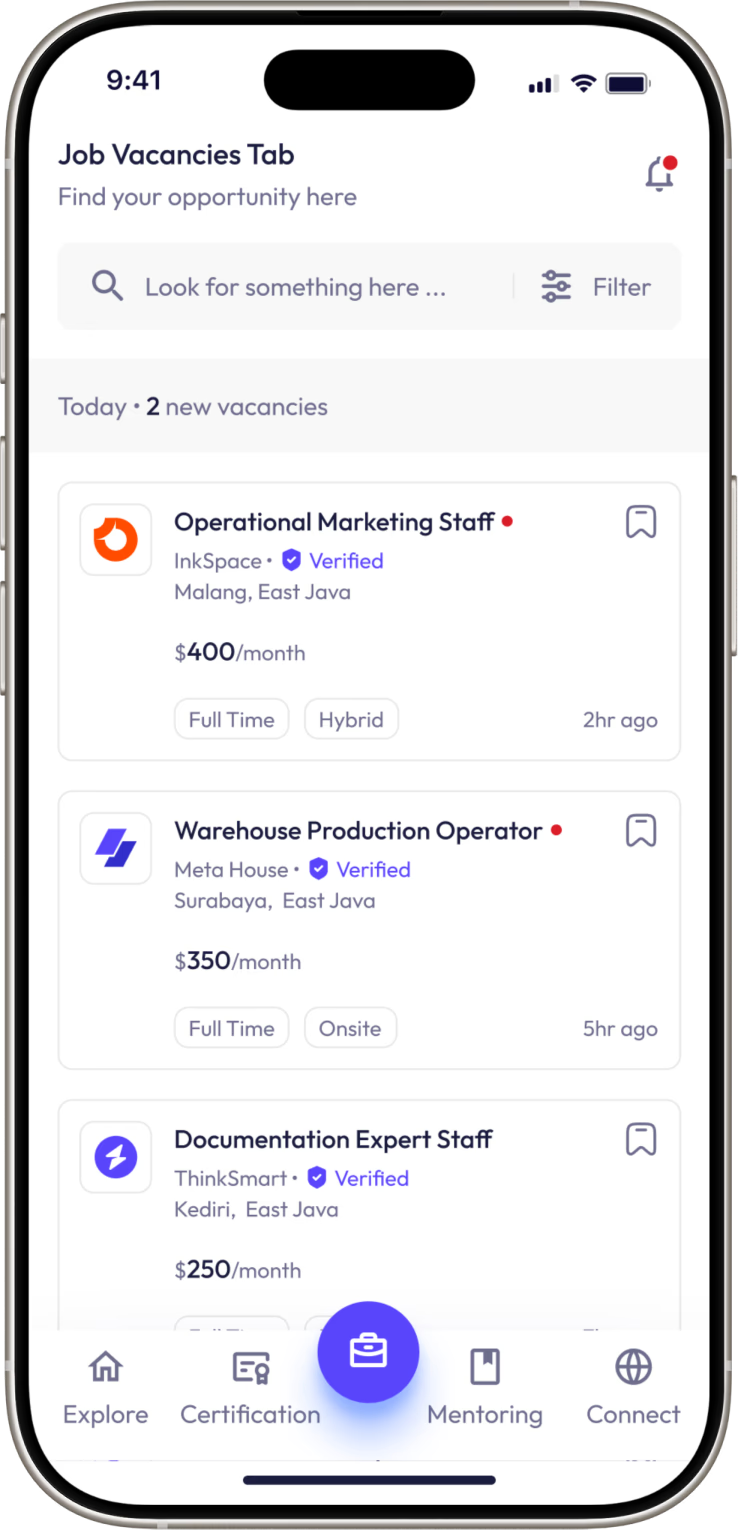 9:41
Job Vacancies Tab
Find your opportunity here
Look for something here ... Filter
Today • 2 new vacancies
Operational Marketing Staff
InkSpace • Verified
Malang, East Java
$400/month
Full Time Hybrid 2hr ago
Warehouse Production Operator
Meta House • Verified
Surabaya, East Java
$350/month
Full Time Onsite 5hr ago
Documentation Expert Staff
ThinkSmart • Verified
Kediri, East Java
$250/month
Explore Certification Mentoring Connect